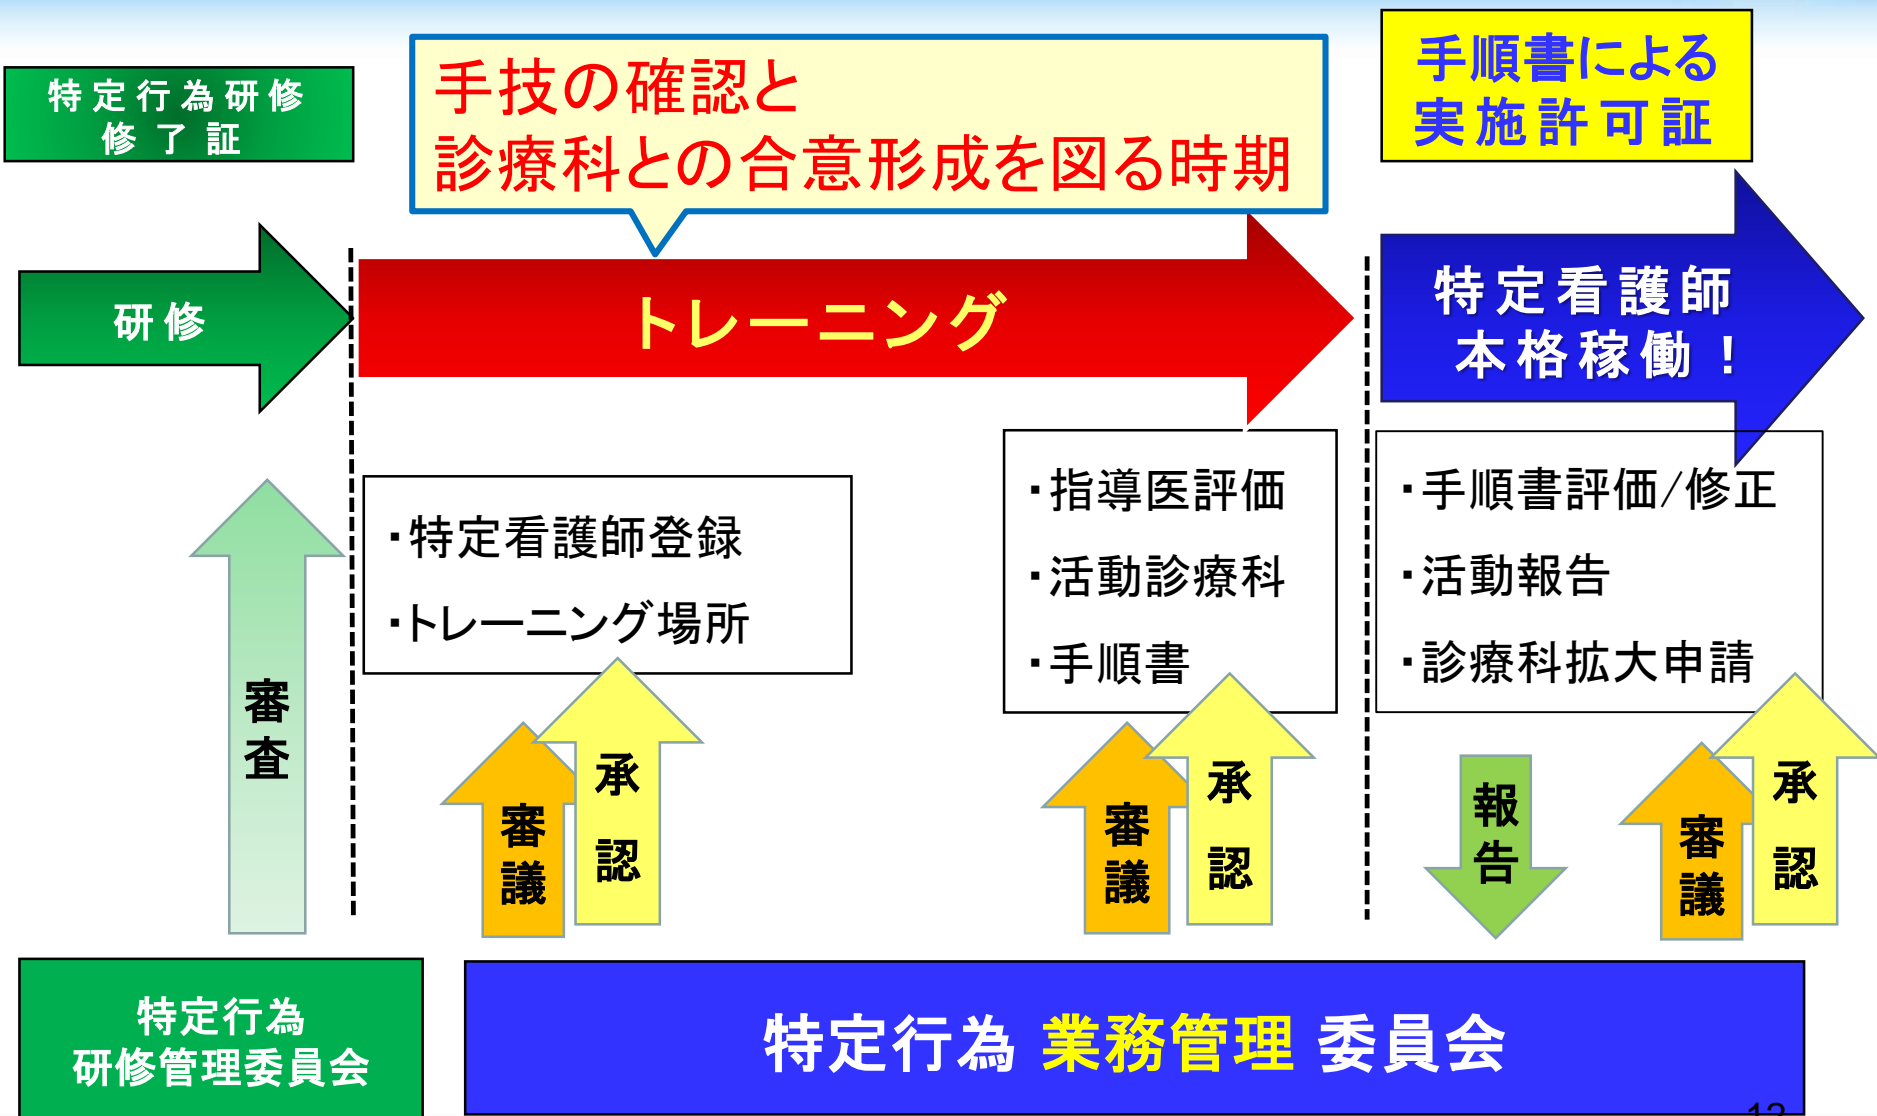 特定行為研修
修了証
手技の確認と
診療科との合意形成を図る時期
手順書による
実施許可証
研修
トレーニング
特定看護師
本格稼働！
・特定看護師登録
・トレーニング場所
・指導医評価
・活動診療科
・手順書
・手順書評価/修正
・活動報告
・診療科拡大申請
審査
審議
承認
審議
承認
報告
審議
承認
特定行為
研修管理委員会
特定行為 業務管理 委員会